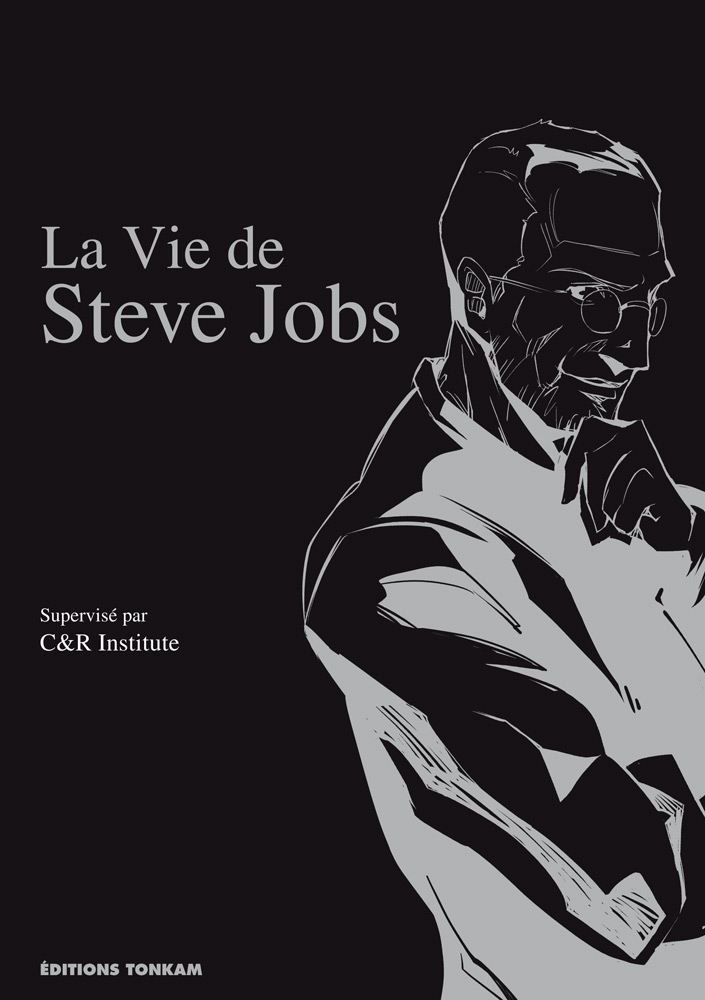 La Vie de
Steve Jobs
Supervisé par
C&R Institute
ÉDITIONS TONKAM